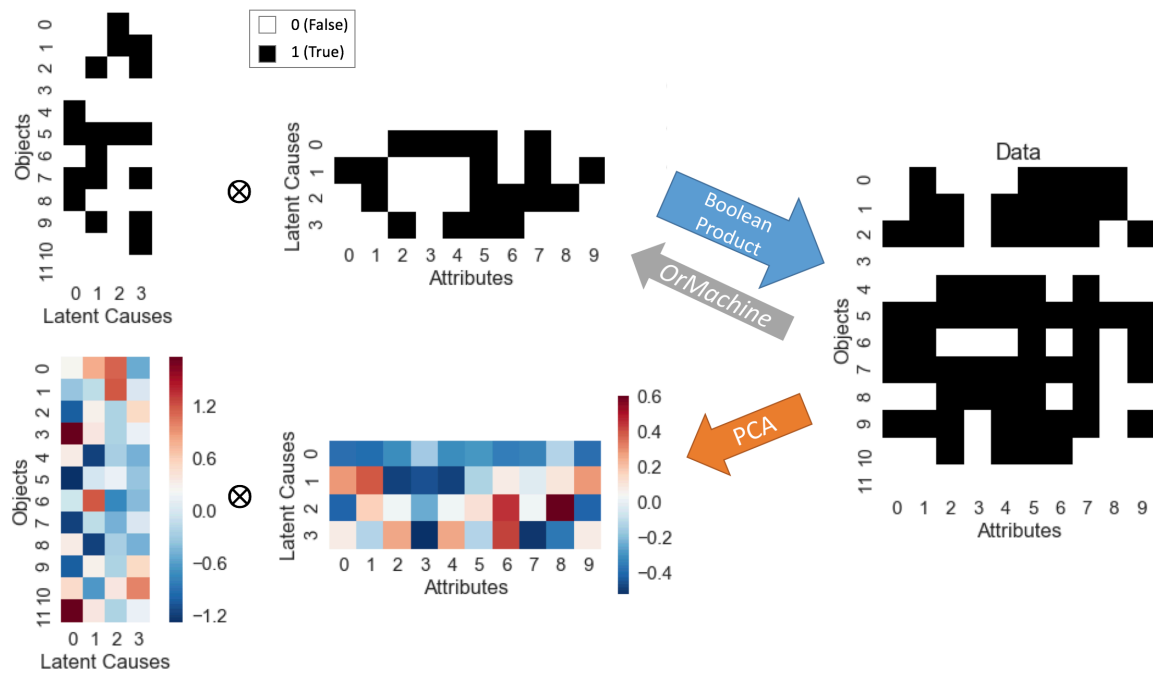 0 (False)
1 (True)
Objects
0
1
2
3
4
5
6
7
8
9
10
11
0 1 2 3
Latent Causes
⊗
Latent Causes
0
1
2
3
0 1 2 3 4 5 6 7 8 9
Attributes
Boolean
Product
OrMachine
PCA
Data
Objects
0
1
2
3
4
5
6
7
8
9
10
11
0 1 2 3 4 5 6 7 8 9
Attributes
Objects
0
1
2
3
4
5
6
7
8
9
10
11
0 1 2 3
Latent Causes
1.2
0.6
0.0
−0.6
−1.2
⊗
Latent Causes
0
1
2
3
0 1 2 3 4 5 6 7 8 9
Attributes
0.6
0.4
0.2
0.0
−0.2
−0.4